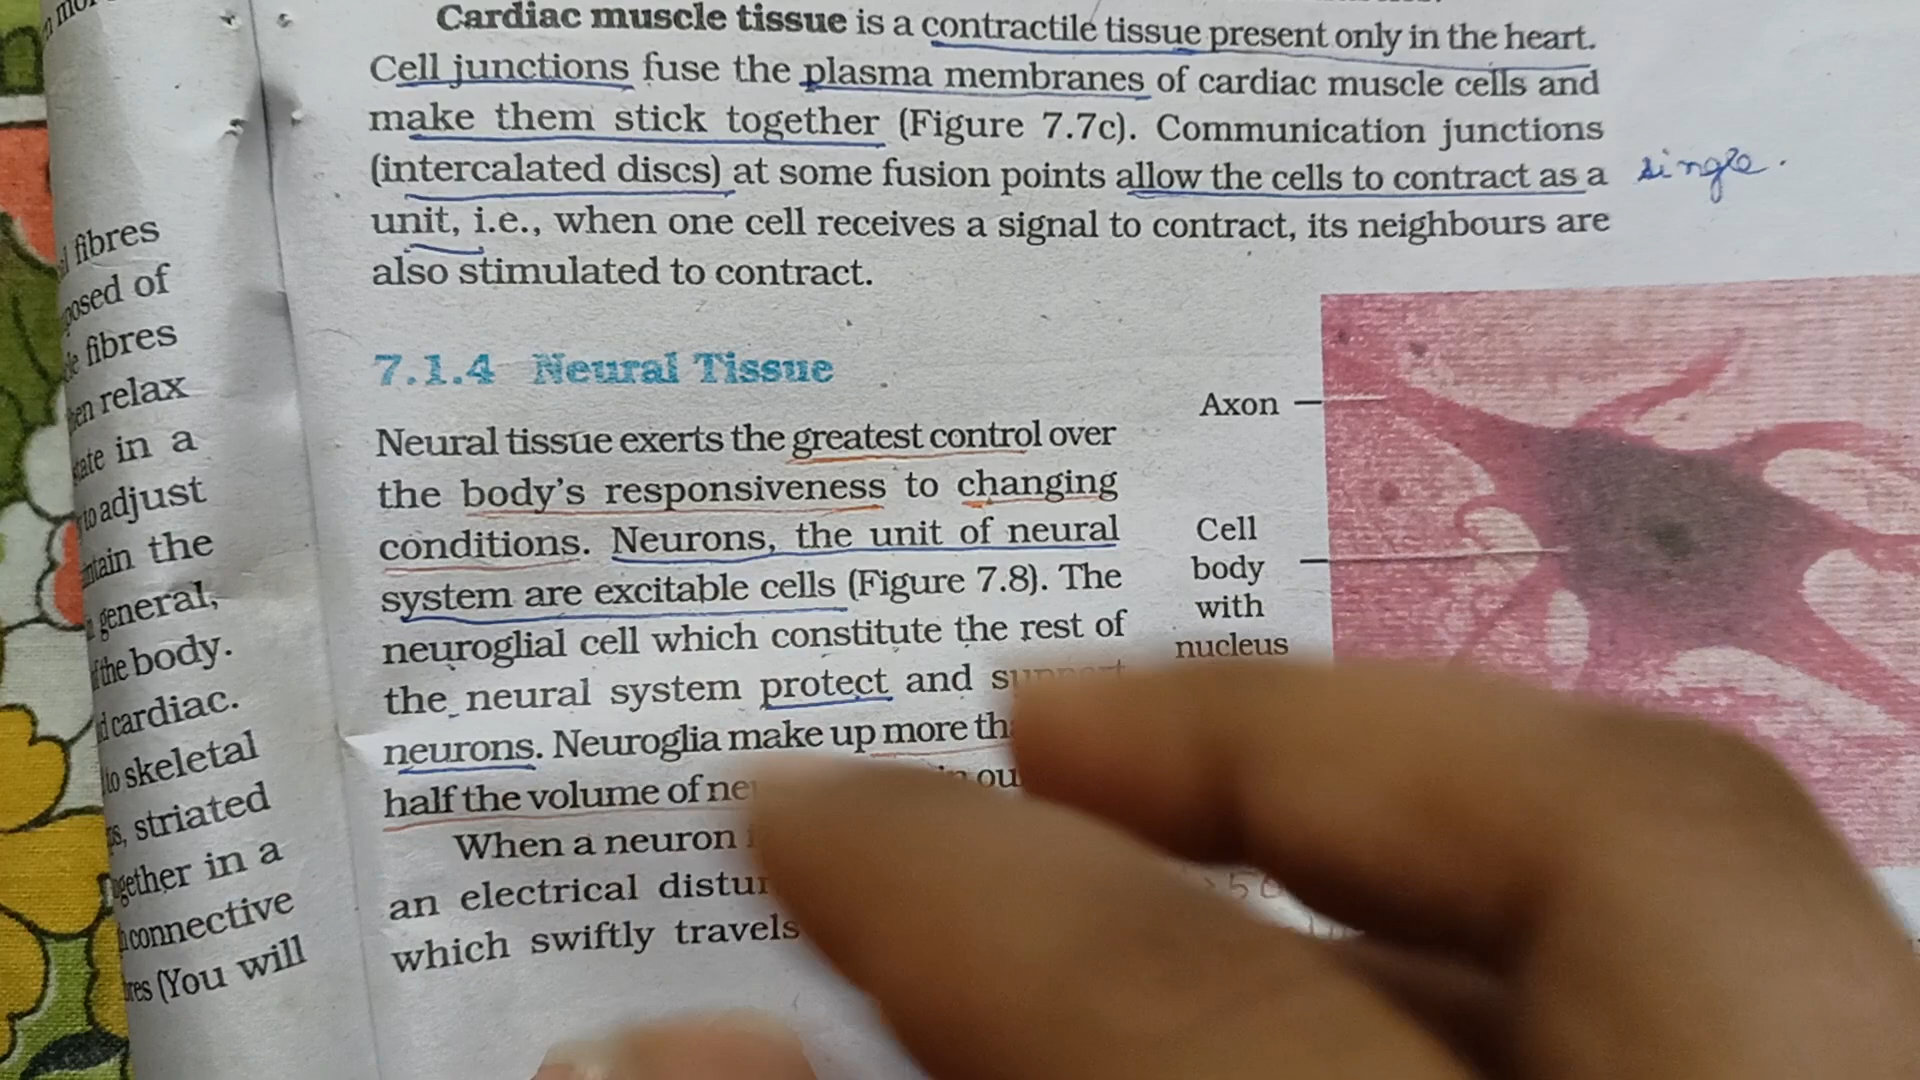 Cardiac muscle tissue is a contractile tissue present only in the heart.
Cell junctions fuse the plasma membranes of cardiac muscle cells and
make them stick together (Figure 7.7c). Communication junctions
(intercalated discs) at some fusion points allow the cells to contract as a single.
unit, i.e., when one cell receives a signal to contract, its neighbours are
also stimulated to contract.
7.1.4 Neural Tissue
Neural tissue exerts the greatest control over
the body's responsiveness to changing
conditions. Neurons, the unit of neural
system are excitable cells (Figure 7.8). The
neuroglial cell which constitute the rest of
the neural system protect and support
neurons. Neuroglia make up more
half the volume of
When a neuron
an electrical
which swiftly travels
Axon
Cell
body
with
nucleus
fibres
of
fibres
relax
in a
adjust
the
general,
body.
cardiac.
skeletal
striated
in a
connective
(You will